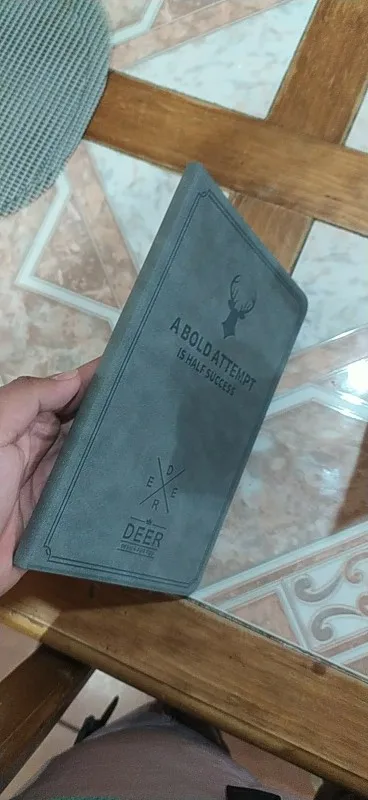 A BOLD ATTEMPT
IS HALF SUCCESS
D
E E
R
DEER